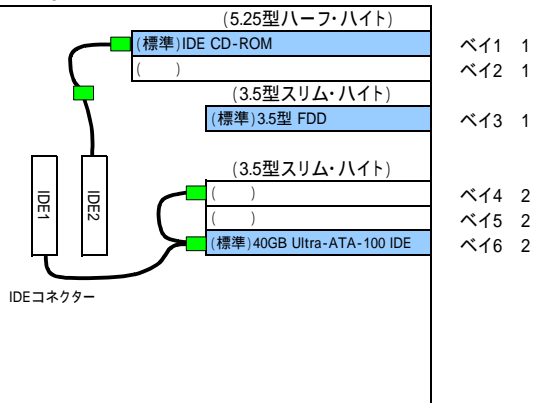 (5.25型ハーフ・ハイト)
(標準)IDE CD-ROM ベイ1 1
( ) ベイ2 1
(3.5型スリム・ハイト)
(標準)3.5型 FDD ベイ3 1
(3.5型スリム・ハイト)
( ) ベイ4 2
( ) ベイ5 2
(標準)40GB Ultra-ATA-100 IDE ベイ6 2
IDE1
IDE2
IDEコネクター